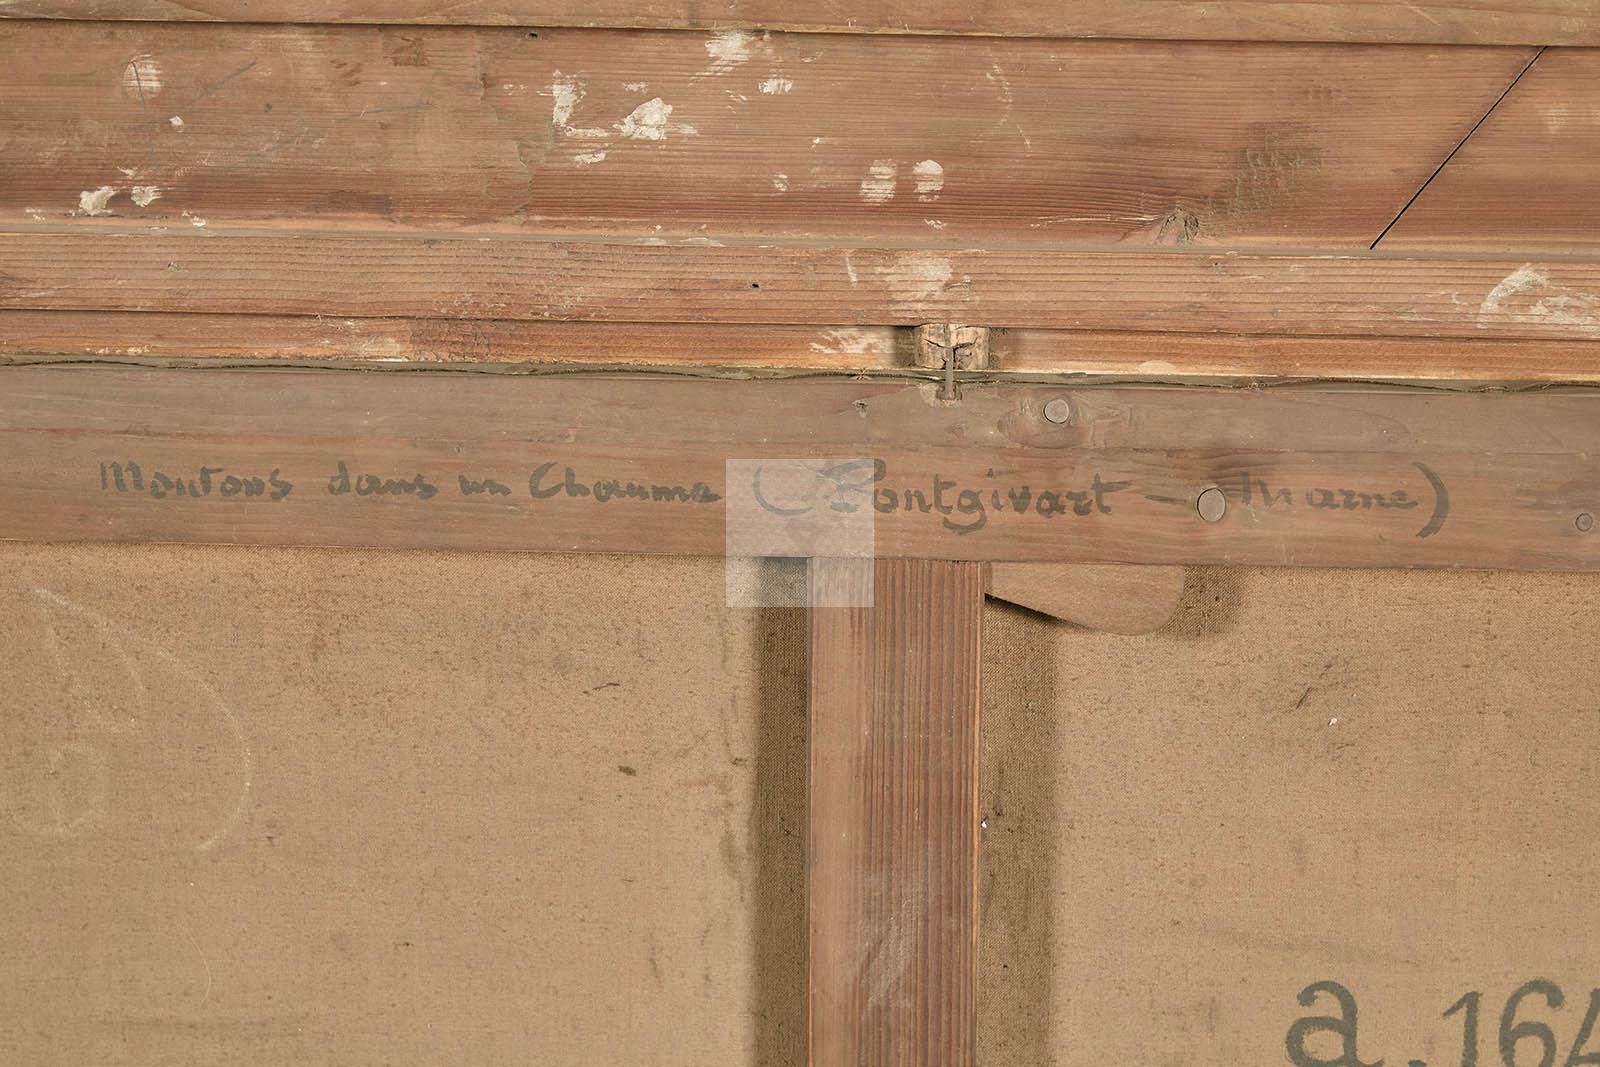 Moutons dans un Chaume (Pontgivart - Marne)
a.164